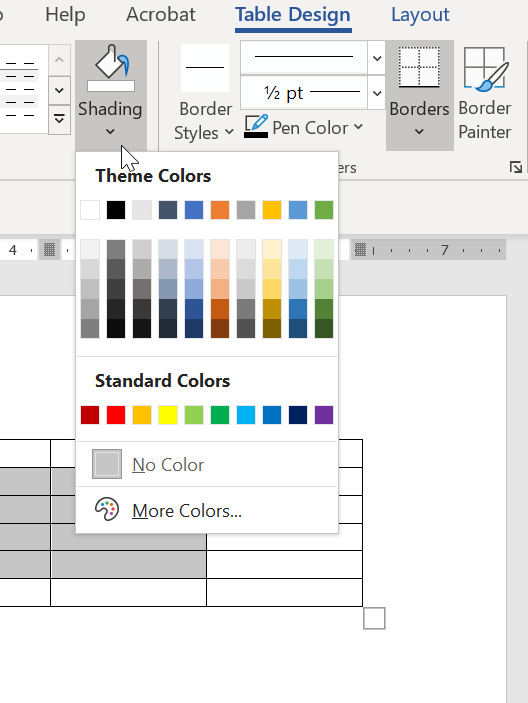 Help Acrobat Table Design Layout
Shading
Border Styles
½ pt
Pen Color
Borders
Border Painter
ers
Theme Colors
4
7
Standard Colors
No Color
More Colors...